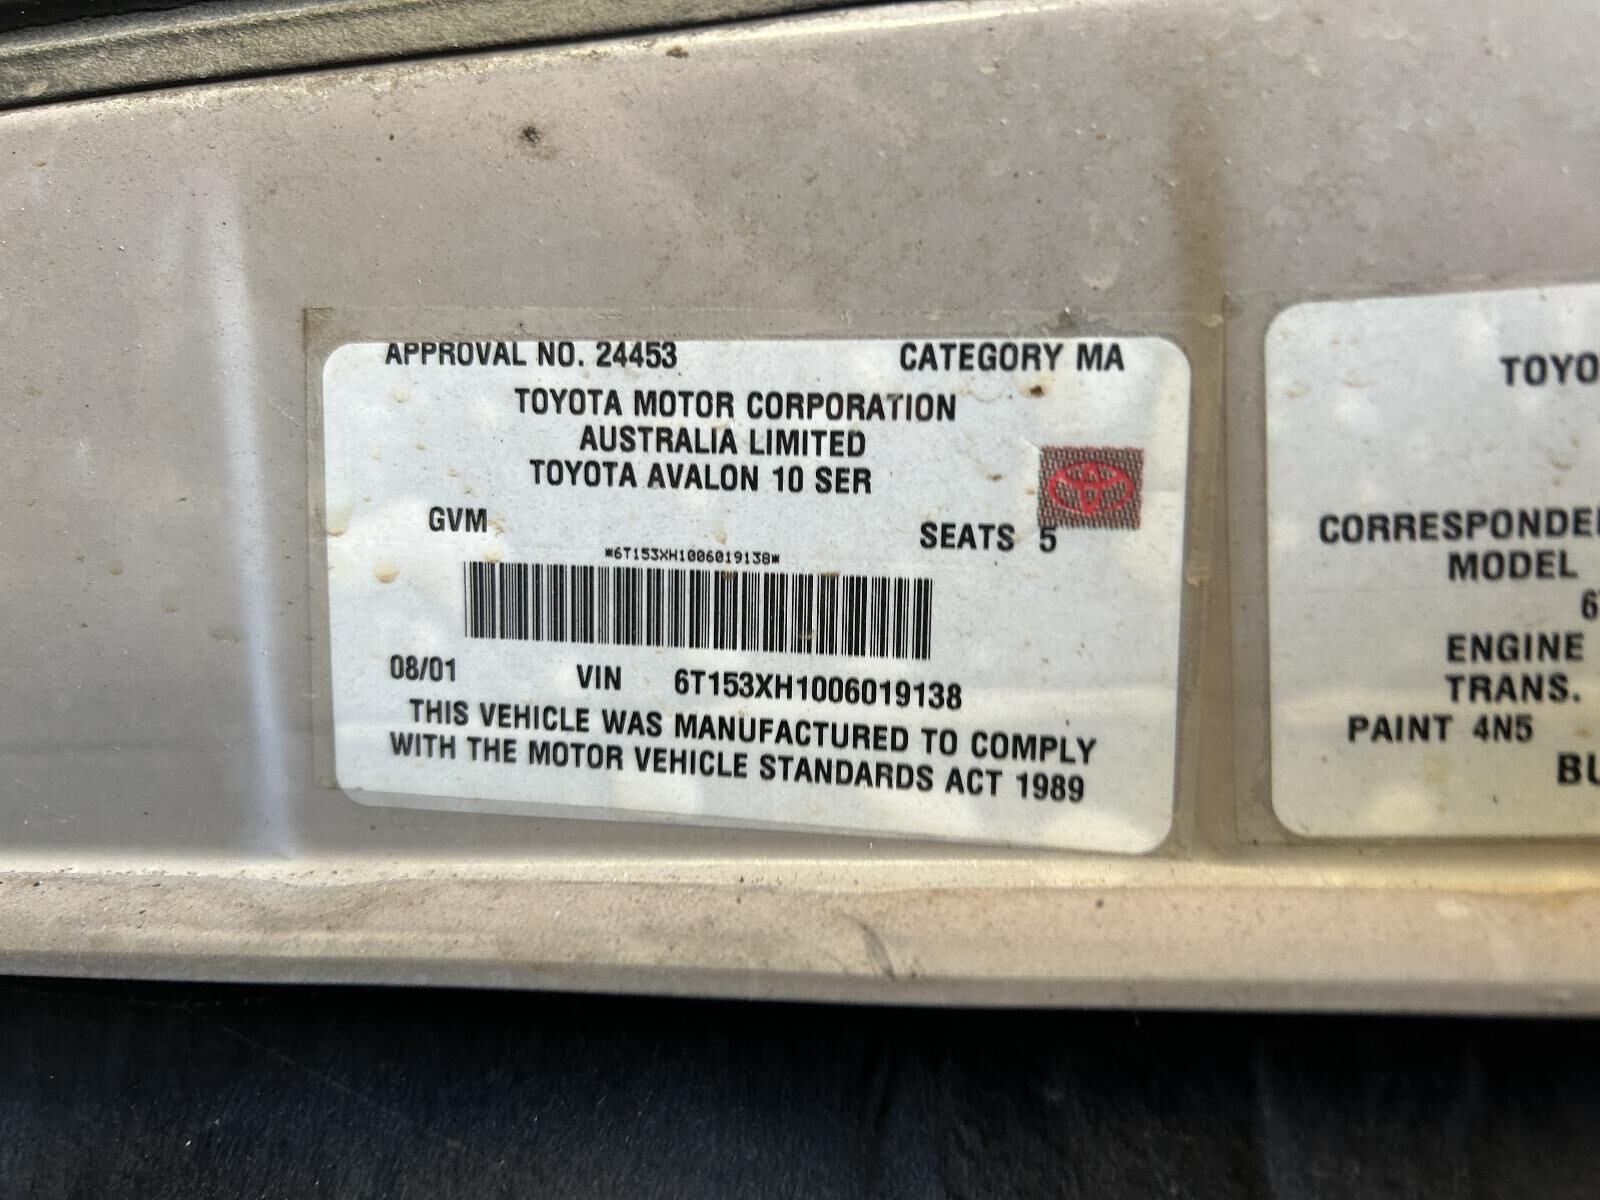 APPROVAL NO. 24453 CATEGORY MA
TOYOTA MOTOR CORPORATION
AUSTRALIA LIMITED
TOYOTA AVALON 10 SER
GVM SEATS 5
*6T153XH1006019138*
08/01 VIN 6T153XH1006019138
THIS VEHICLE WAS MANUFACTURED TO COMPLY
WITH THE MOTOR VEHICLE STANDARDS ACT 1989
MODEL
ENGINE
TRANS.
PAINT 4N5